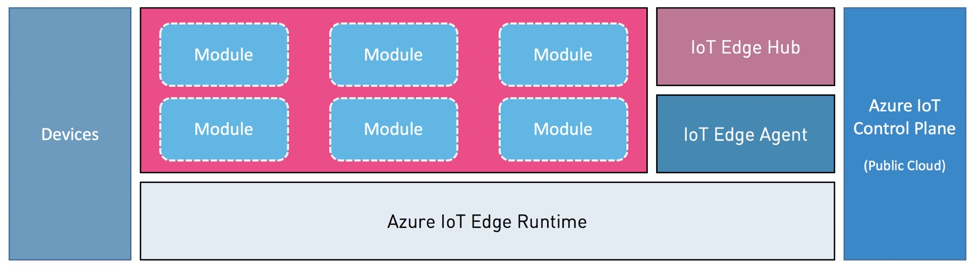 Devices
Module
Module
Module
Module
Module
Module
IoT Edge Hub
IoT Edge Agent
Azure IoT Edge Runtime
Azure IoT
Control Plane
(Public Cloud)